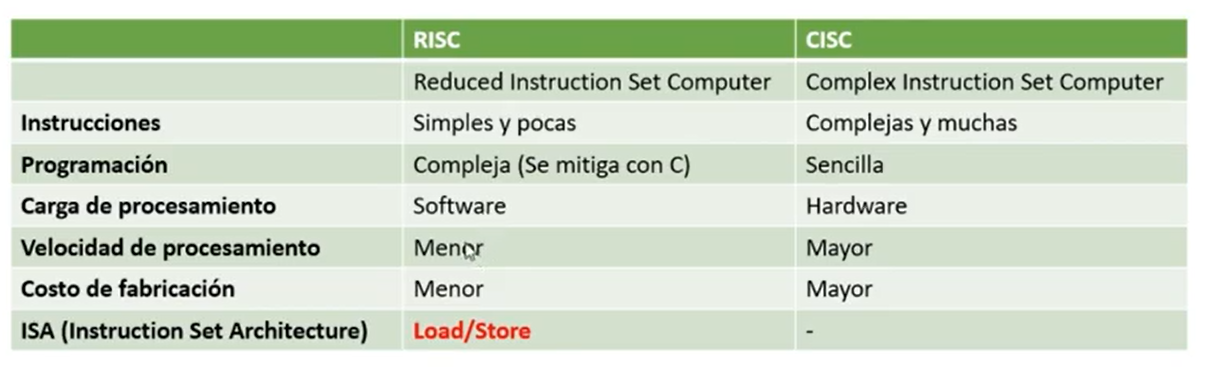 RISC CISC
Reduced Instruction Set Computer Complex Instruction Set Computer
Instrucciones Simples y pocas Complejas y muchas
Programación Compleja (Se mitiga con C) Sencilla
Carga de procesamiento Software Hardware
Velocidad de procesamiento Menor Mayor
Costo de fabricación Menor Mayor
ISA (Instruction Set Architecture) Load/Store -